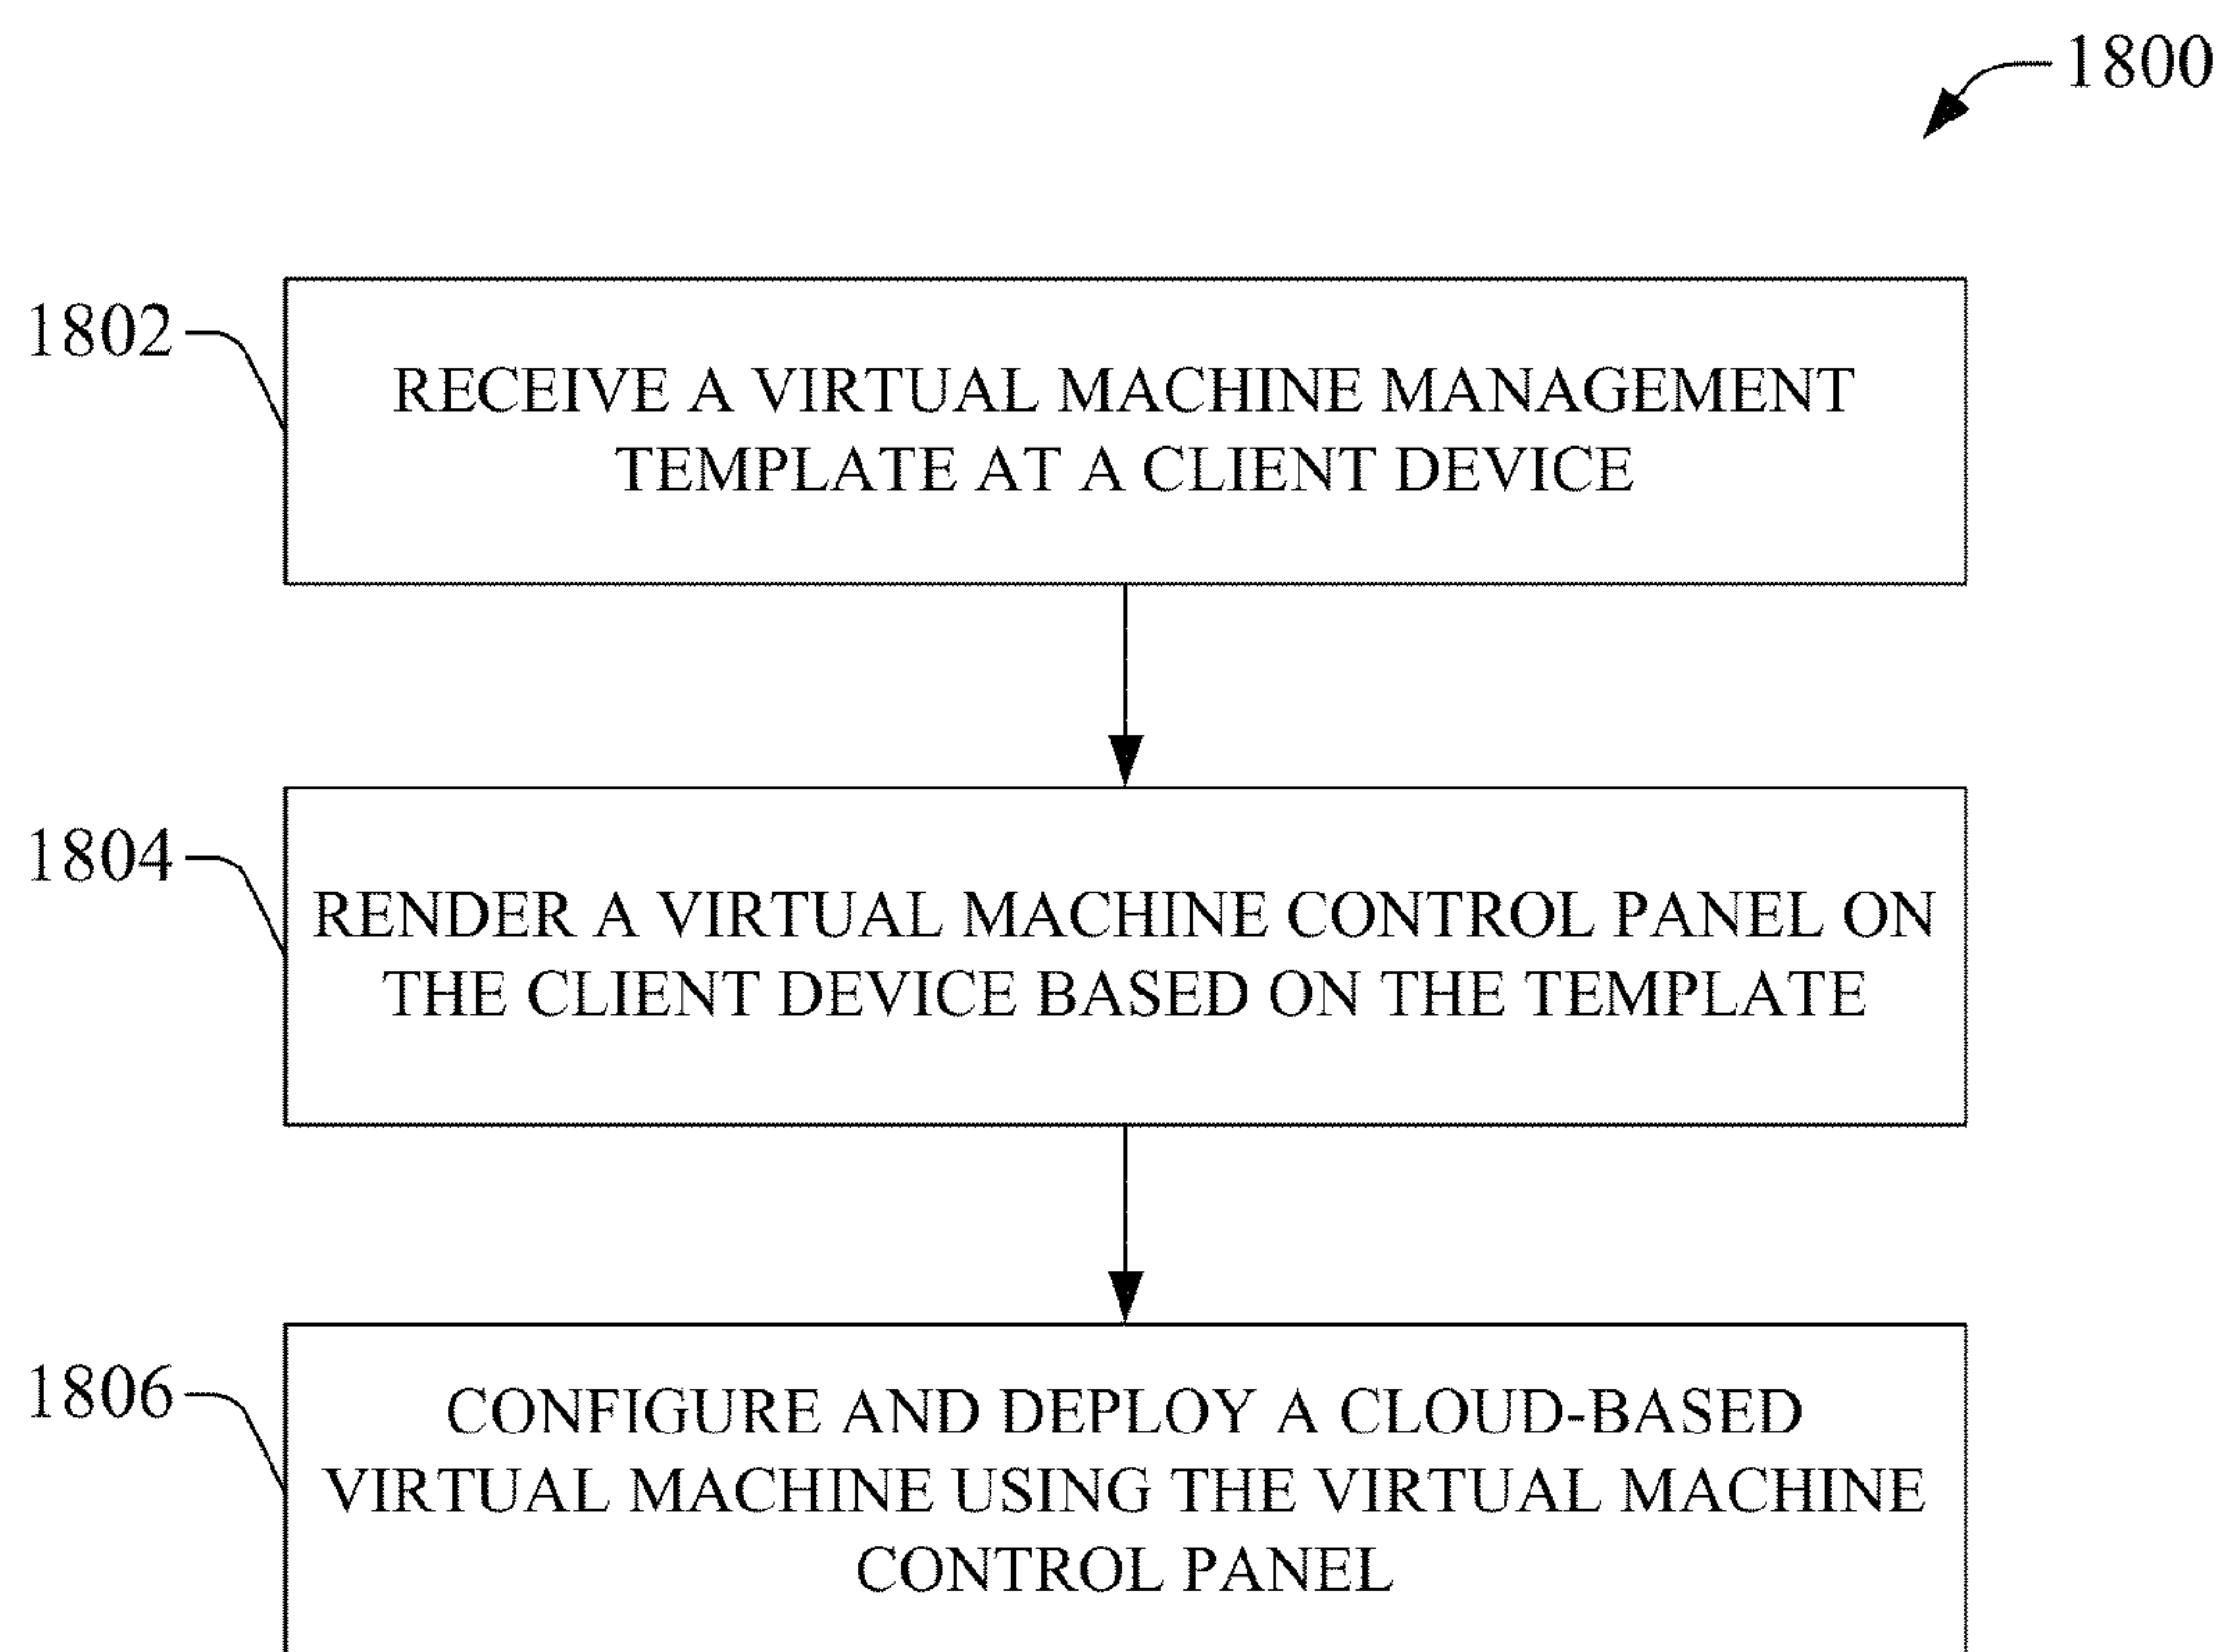 1800
1802
RECEIVE A VIRTUAL MACHINE MANAGEMENT
TEMPLATE AT A CLIENT DEVICE
1804
RENDER A VIRTUAL MACHINE CONTROL PANEL ON
THE CLIENT DEVICE BASED ON THE TEMPLATE
1806
CONFIGURE AND DEPLOY A CLOUD-BASED
VIRTUAL MACHINE USING THE VIRTUAL MACHINE
CONTROL PANEL